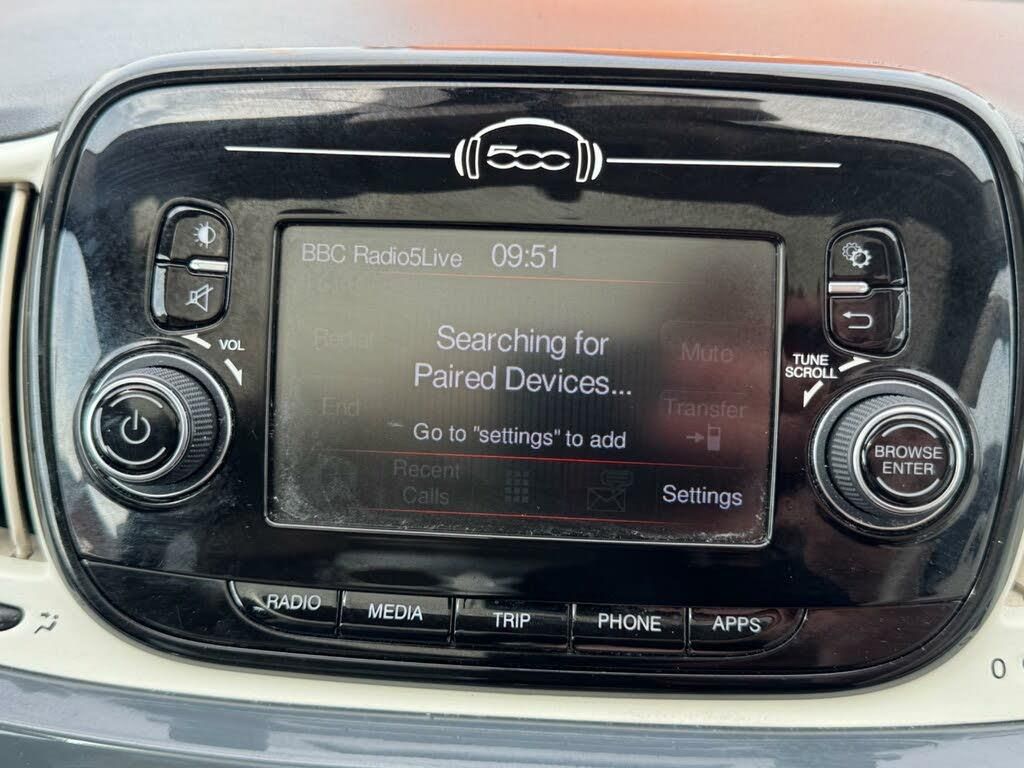 500
BBC Radio5Live 09:51
VOL
TUNE
SCROLL
Redial
Searching for
Paired Devices...
Mute
End
Go to "settings" to add
Transfer
Recent
Calls
Settings
BROWSE
ENTER
RADIO
MEDIA
TRIP
PHONE
APPS
0